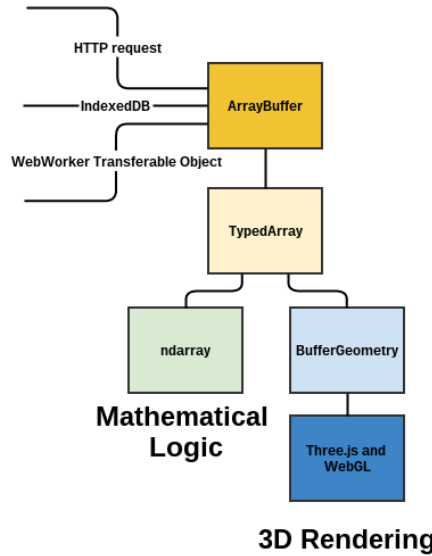 HTTP request
IndexedDB
ArrayBuffer
WebWorker Transferable Object
TypedArray
ndarray
BufferGeometry
Mathematical
Logic
Three.js and
WebGL
3D Rendering